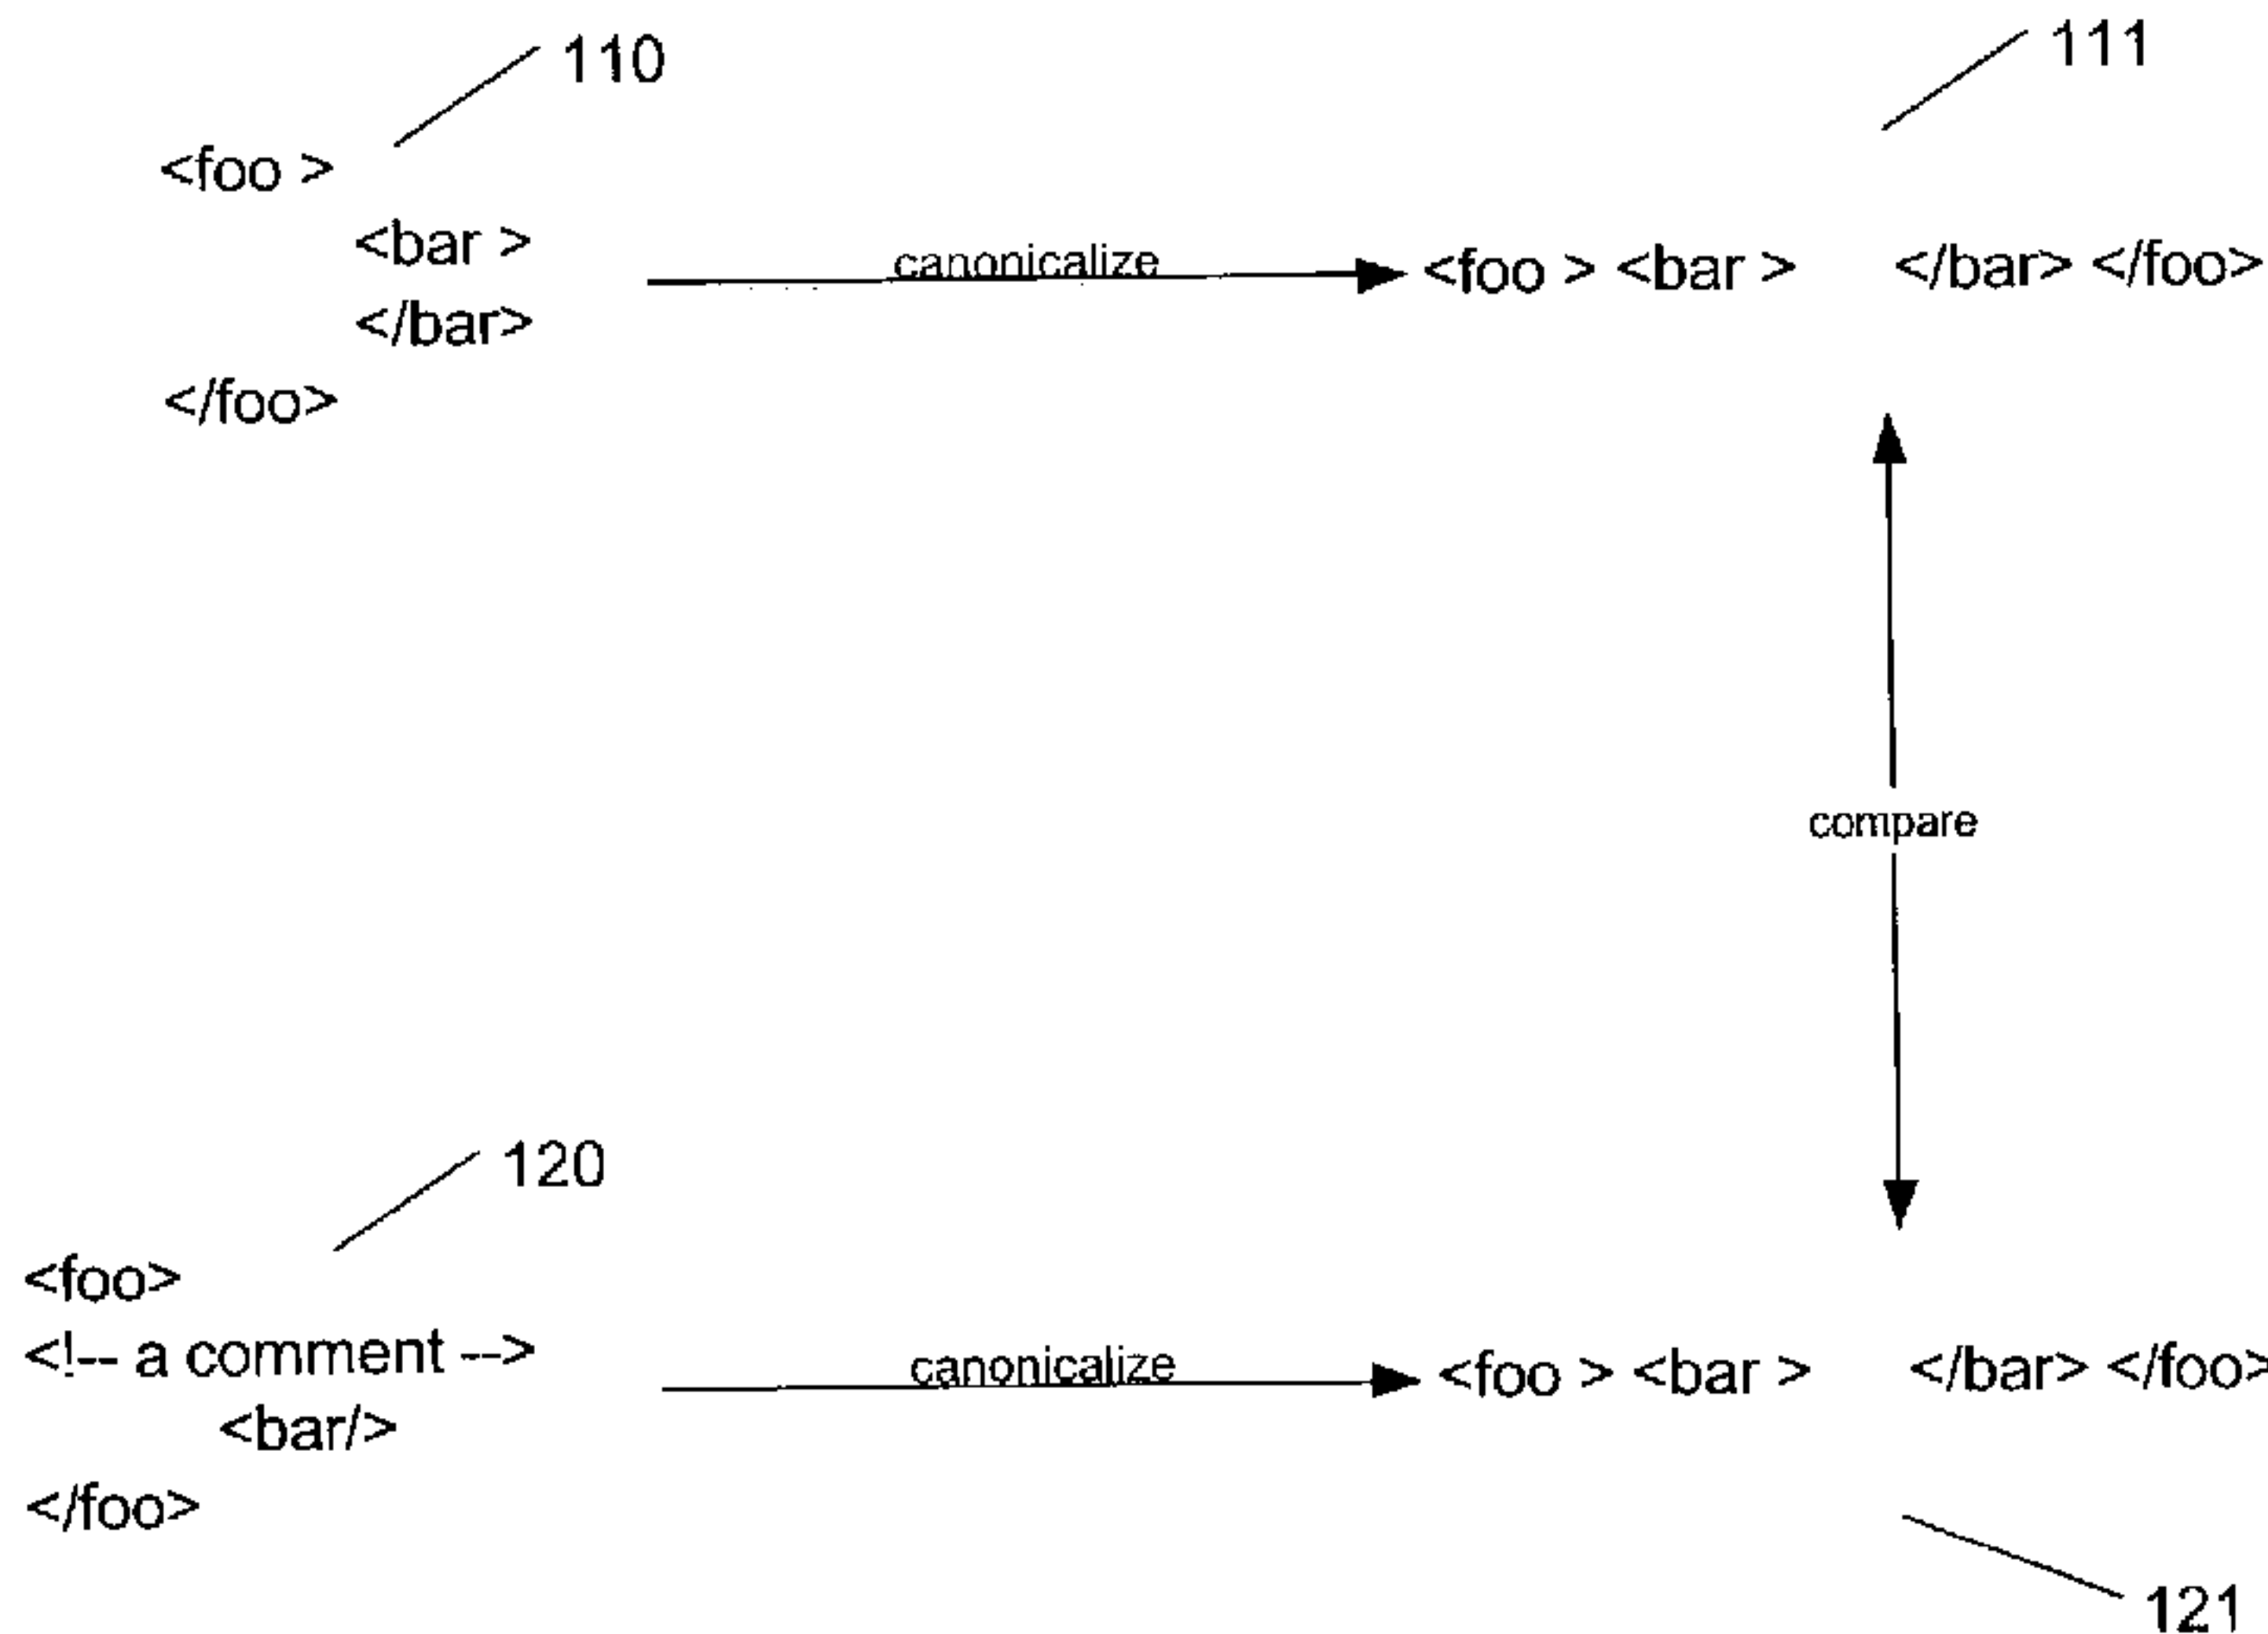 110
<foo >
<bar >
</bar>
</foo>
canonicalize
111
<foo > <bar > </bar> </foo>
compare
120
<foo>
<!-- a comment -->
<bar/>
</foo>
canonicalize
<foo > <bar > </bar> </foo>
121